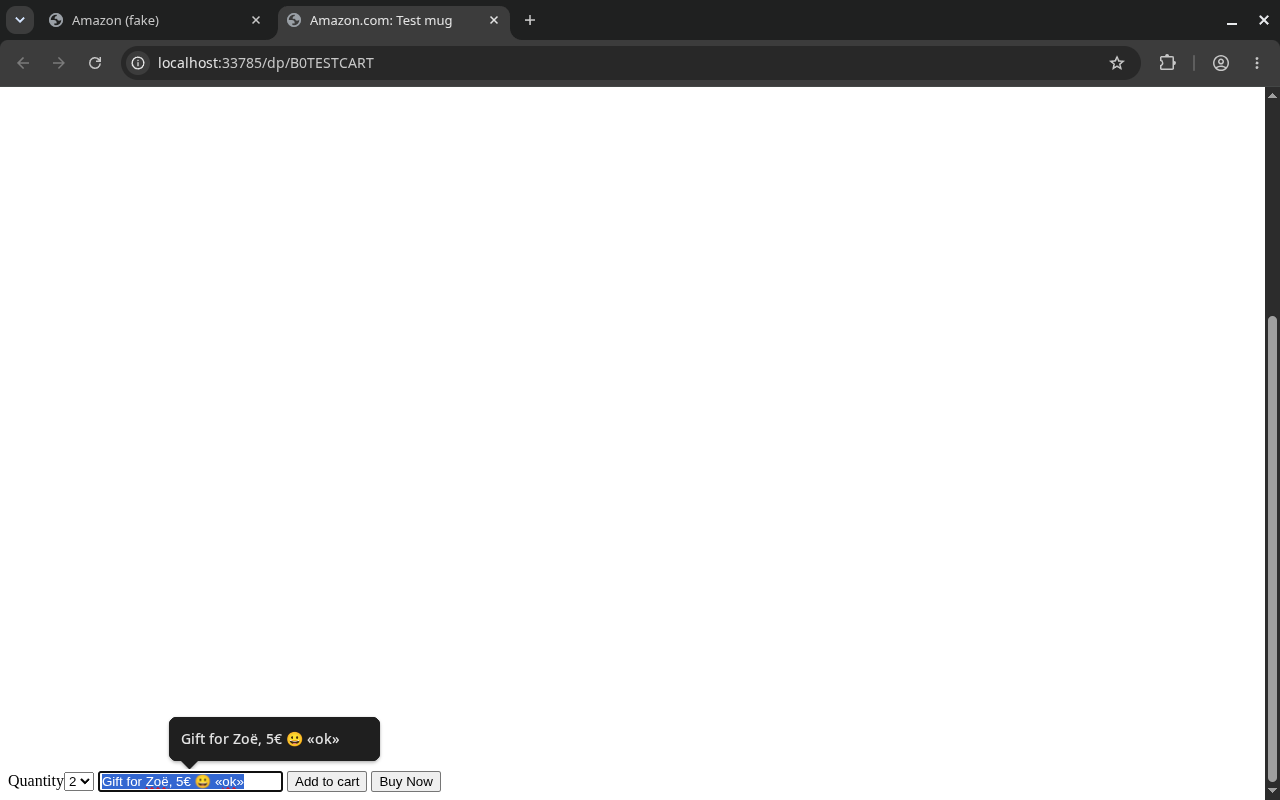 Amazon (fake)
Amazon.com: Test mug
localhost:33785/dp/B0TESTCART
Gift for Zoë, 5€ 😀 «ok»
Quantity 2 Gift for Zoë, 5€ 😀 «ok» Add to cart Buy Now